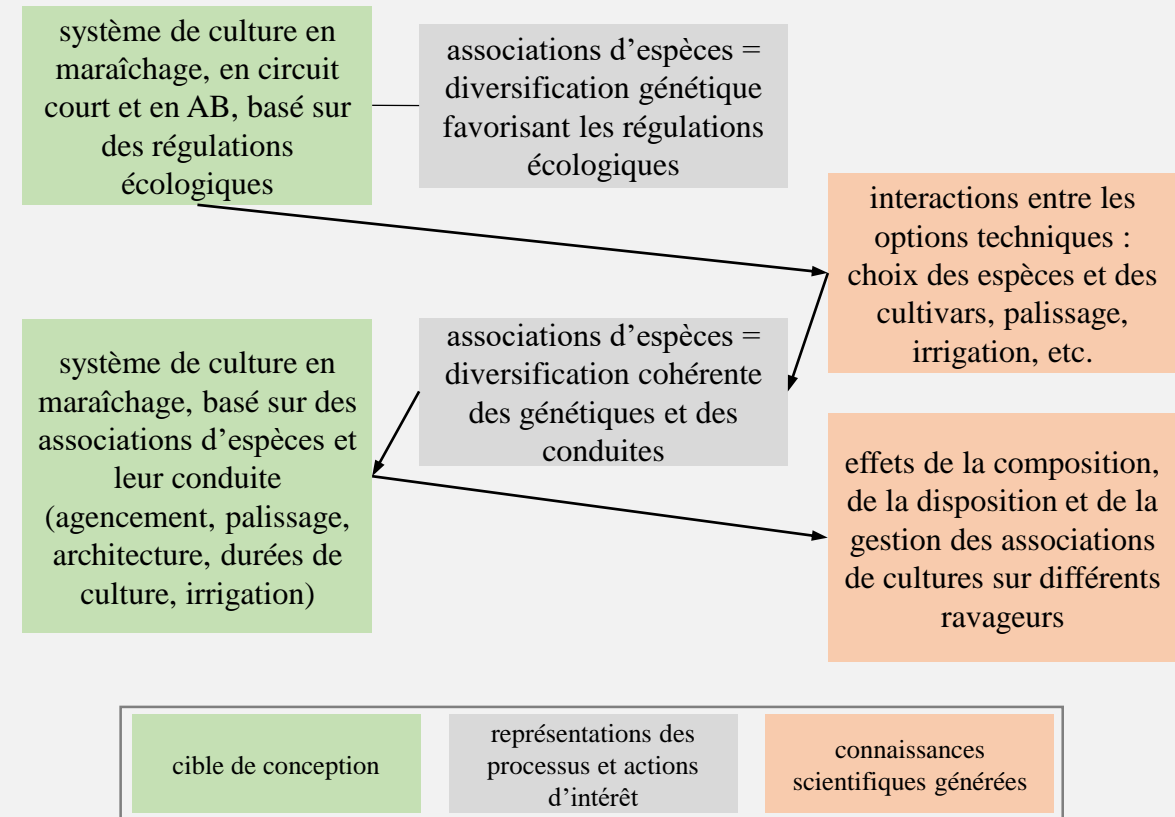 système de culture en
maraîchage, en circuit
court et en AB, basé sur
des régulations
écologiques
associations d’espèces =
diversification génétique
favorisant les régulations
écologiques
interactions entre les
options techniques :
choix des espèces et des
cultivars, palissage,
irrigation, etc.
associations d’espèces =
diversification cohérente
des génétiques et des
conduites
système de culture en
maraîchage, basé sur des
associations d’espèces et
leur conduite
(agencement, palissage,
architecture, durées de
culture, irrigation)
effets de la composition,
de la disposition et de la
gestion des associations
de cultures sur différents
ravageurs
cible de conception
représentations des
processus et actions
d’intérêt
connaissances
scientifiques générées